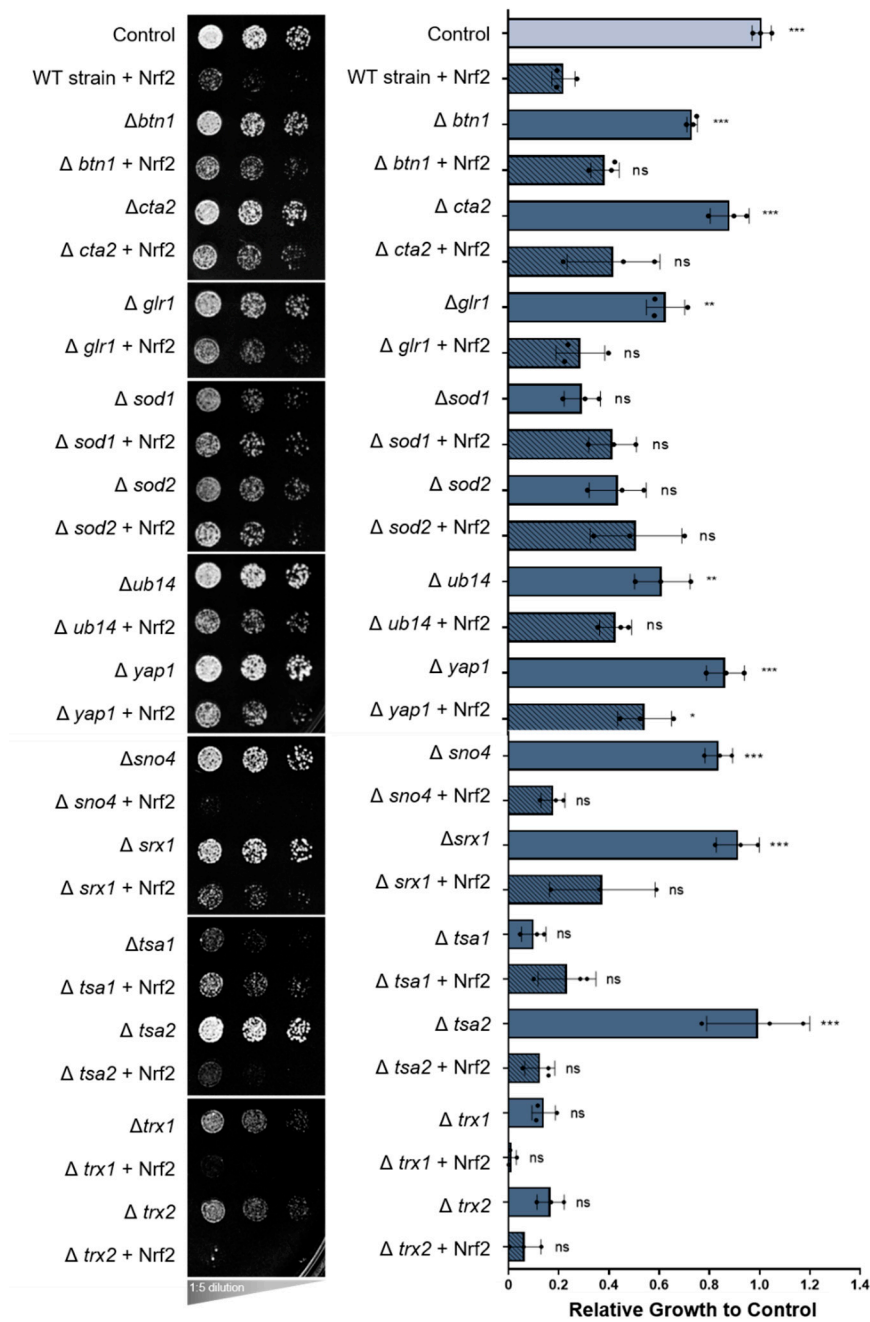 Control
WT strain + Nrf2
Δbtn1
Δ btn1 + Nrf2
Δcta2
Δ cta2 + Nrf2
Δ glr1
Δ glr1 + Nrf2
Δ sod1
Δ sod1 + Nrf2
Δ sod2
Δ sod2 + Nrf2
Δub14
Δ ub14 + Nrf2
Δ yap1
Δ yap1 + Nrf2
Δsno4
Δ sno4 + Nrf2
Δ srx1
Δ srx1 + Nrf2
Δtsa1
Δ tsa1 + Nrf2
Δ tsa2
Δ tsa2 + Nrf2
Δtrx1
Δ trx1 + Nrf2
Δ trx2
Δ trx2 + Nrf2
1:5 dilution
Control ***
WT strain + Nrf2
Δ btn1 ***
Δ btn1 + Nrf2 ns
Δ cta2 ***
Δ cta2 + Nrf2 ns
Δglr1 **
Δ glr1 + Nrf2 ns
Δsod1 ns
Δ sod1 + Nrf2 ns
Δ sod2 ns
Δ sod2 + Nrf2 ns
Δ ub14 **
Δ ub14 + Nrf2 ns
Δ yap1 ***
Δ yap1 + Nrf2 *
Δ sno4 ***
Δ sno4 + Nrf2 ns
Δsrx1 ***
Δ srx1 + Nrf2 ns
Δ tsa1 ns
Δ tsa1 + Nrf2 ns
Δ tsa2 ***
Δ tsa2 + Nrf2 ns
Δ trx1 ns
Δ trx1 + Nrf2 ns
Δ trx2 ns
Δ trx2 + Nrf2 ns
0 0.2 0.4 0.6 0.8 1.0 1.2 1.4
Relative Growth to Control